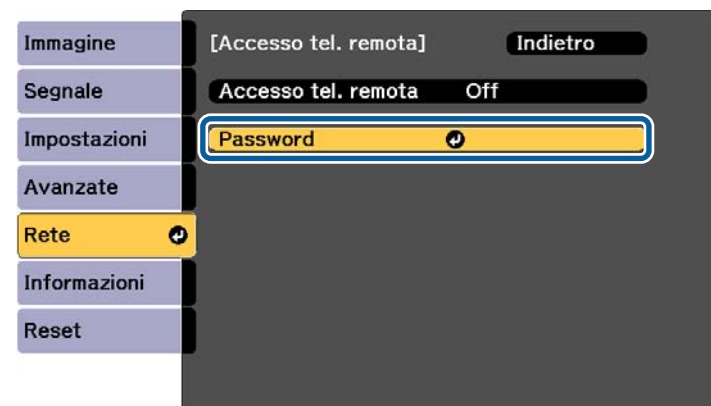 Immagine
Segnale
Impostazioni
Avanzate
Rete
Informazioni
Reset
[Accesso tel. remota] Indietro
Accesso tel. remota Off
Password